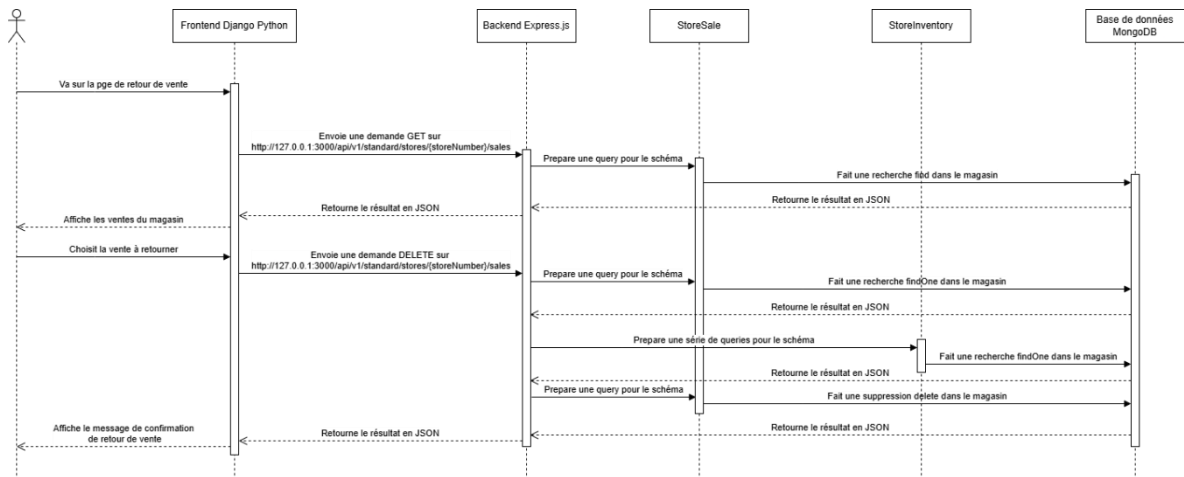 Frontend Django Python
Backend Express.js
StoreSale
StoreInventory
Base de données
MongoDB
Va sur la pge de retour de vente
Envoie une demande GET sur
http://127.0.0.1:3000/api/v1/standard/stores/{storeNumber}/sales
Prepare une query pour le schéma
Fait une recherche find dans le magasin
Retourne le résultat en JSON
Retourne le résultat en JSON
Affiche les ventes du magasin
Choisit la vente à retourner
Envoie une demande DELETE sur
http://127.0.0.1:3000/api/v1/standard/stores/{storeNumber}/sales
Prepare une query pour le schéma
Fait une recherche findOne dans le magasin
Retourne le résultat en JSON
Prepare une série de queries pour le schéma
Fait une recherche findOne dans le magasin
Retourne le résultat en JSON
Prepare une query pour le schéma
Fait une suppression delete dans le magasin
Retourne le résultat en JSON
Retourne le résultat en JSON
Affiche le message de confirmation
de retour de vente